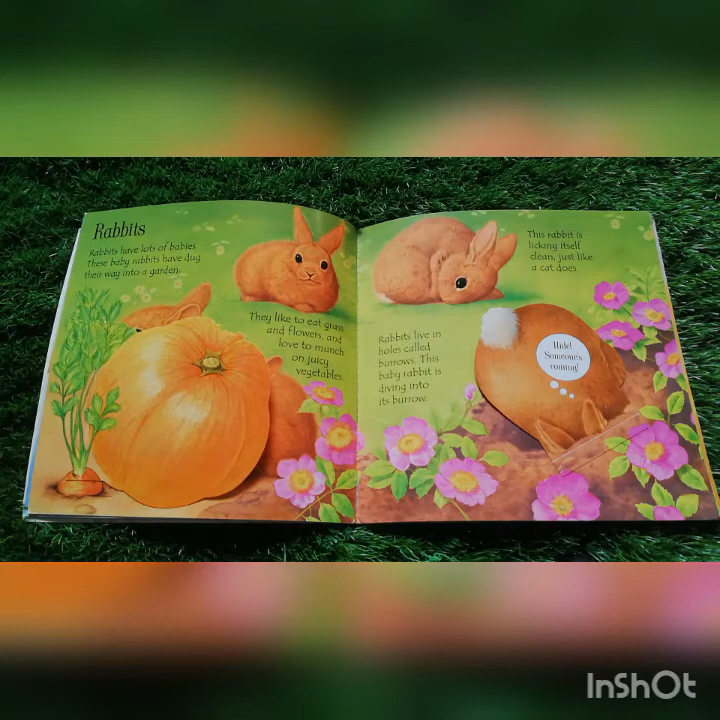 Rabbits
Rabbits have lots of babies.
These baby rabbits have dug
their way into a garden.
They like to eat grass
and flowers, and
love to munch
on juicy
vegetables.
This rabbit is
licking itself
clean, just like
a cat does.
Rabbits live in
holes called
burrows. This
baby rabbit is
diving into
its burrow.
Hide!
Someone's
coming!
InShOt